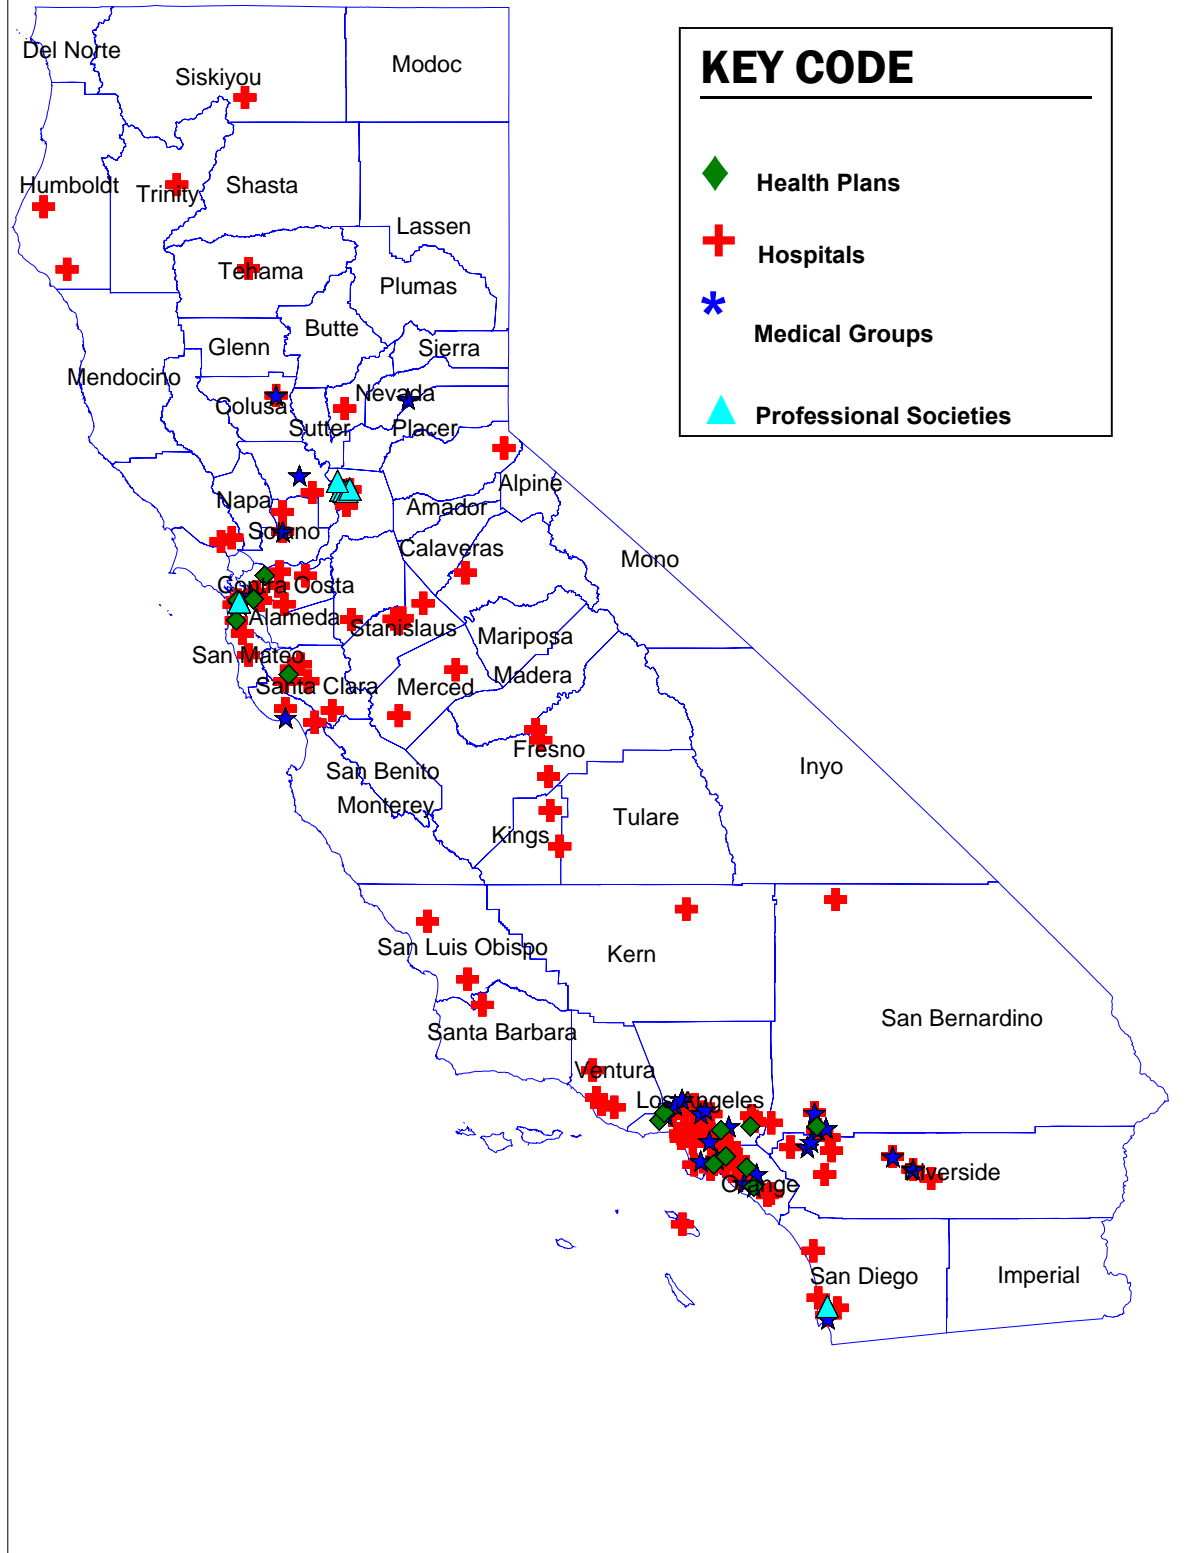 KEY CODE
Del Norte
Modoc
Siskiyou
Health Plans
Humboldt
Trinity
Shasta
Lassen
Hospitals
Tehama
Plumas
Butte
Medical Groups
Glenn
Sierra
Mendocino
Nevada
Colusa
Sutter
Placer
Professional Societies
Alpine
Napa
Amador
Solano
Calaveras
Mono
Contra Costa
Alameda
Stanislaus
Mariposa
San Mateo
Madera
Santa Clara
Merced
Fresno
Inyo
San Benito
Monterey
Tulare
Kings
San Luis Obispo
Kern
San Bernardino
Santa Barbara
Ventura
Los Angeles
Riverside
Orange
San Diego
Imperial